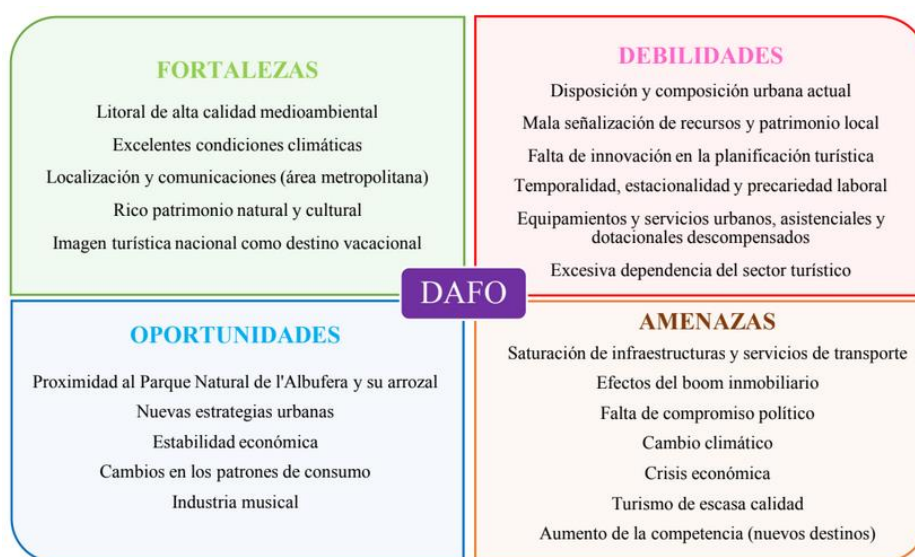 FORTALEZAS
Litoral de alta calidad medioambiental
Excelentes condiciones climáticas
Localización y comunicaciones (área metropolitana)
Rico patrimonio natural y cultural
Imagen turística nacional como destino vacacional
DEBILIDADES
Disposición y composición urbana actual
Mala señalización de recursos y patrimonio local
Falta de innovación en la planificación turística
Temporalidad, estacionalidad y precariedad laboral
Equipamientos y servicios urbanos, asistenciales y
dotacionales descompensados
Excesiva dependencia del sector turístico
DAFO
OPORTUNIDADES
Proximidad al Parque Natural de l'Albufera y su arrozal
Nuevas estrategias urbanas
Estabilidad económica
Cambios en los patrones de consumo
Industria musical
AMENAZAS
Saturación de infraestructuras y servicios de transporte
Efectos del boom inmobiliario
Falta de compromiso político
Cambio climático
Crisis económica
Turismo de escasa calidad
Aumento de la competencia (nuevos destinos)